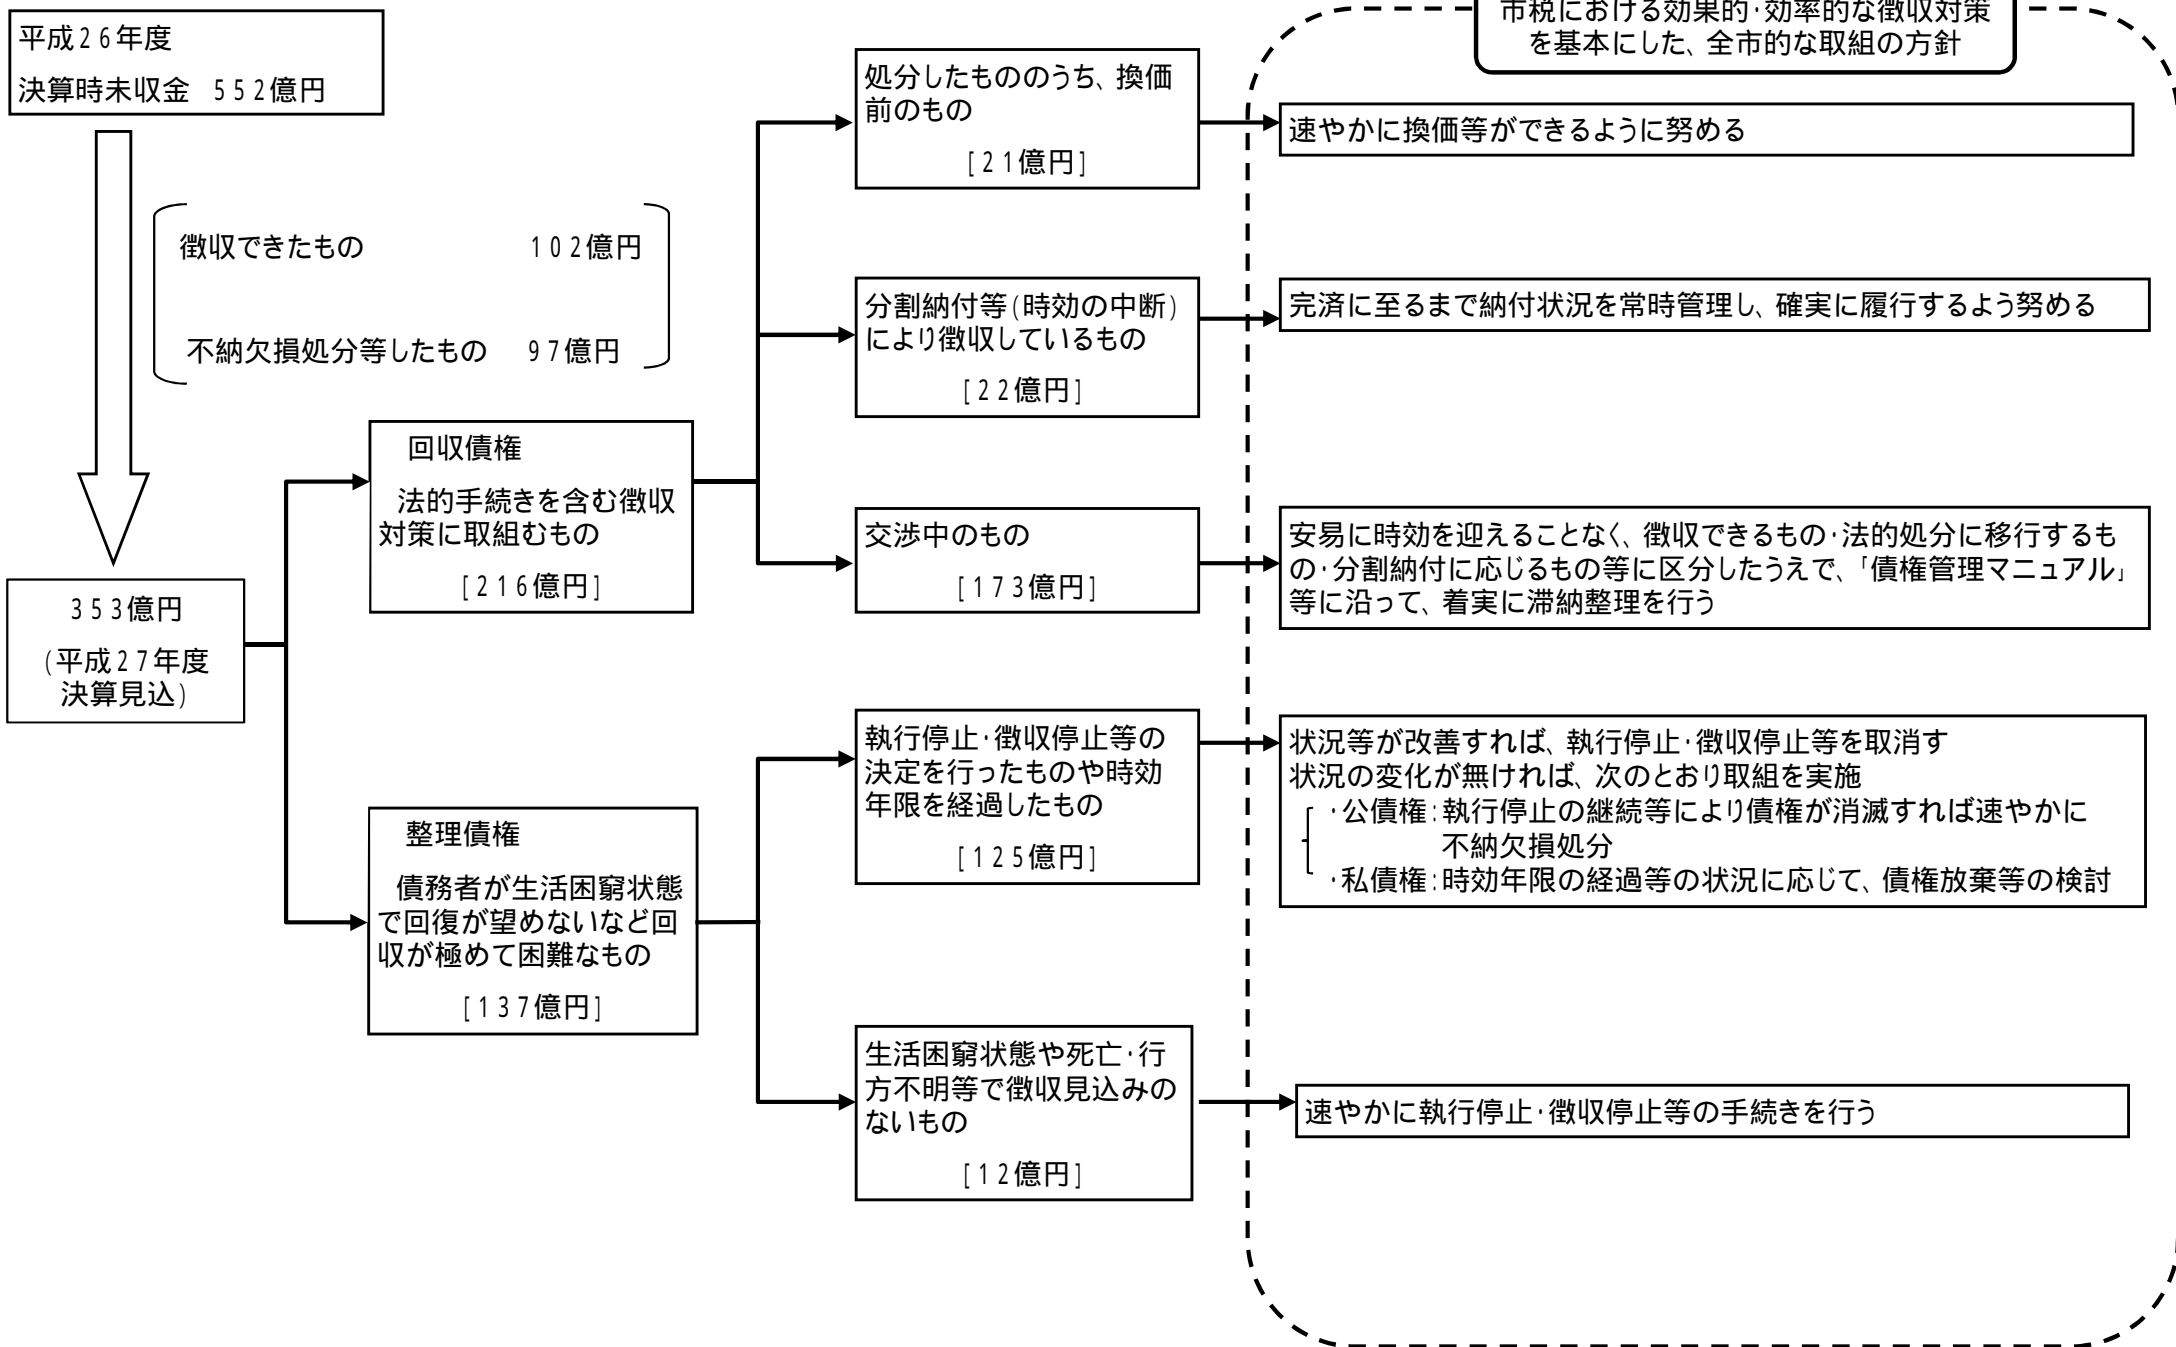 平成26年度
決算時未収金 552億円
徴収できたもの 102億円
不納欠損処分等したもの 97億円
353億円
(平成27年度
決算見込)
回収債権
法的手続きを含む徴収
対策に取組むもの
[216億円]
整理債権
債務者が生活困窮状態
で回復が望めないなど回
収が極めて困難なもの
[137億円]
処分したもののうち、換価
前のもの
[21億円]
分割納付等(時効の中断)
により徴収しているもの
[22億円]
交渉中のもの
[173億円]
執行停止・徴収停止等の
決定を行ったものや時効
年限を経過したもの
[125億円]
生活困窮状態や死亡・行
方不明等で徴収見込みの
ないもの
[12億円]
市税における効果的・効率的な徴収対策
を基本にした、全市的な取組の方針
速やかに換価等ができるように努める
完済に至るまで納付状況を常時管理し、確実に履行するよう努める
安易に時効を迎えることなく、徴収できるもの・法的処分に移行するも
の・分割納付に応じるもの等に区分したうえで、「債権管理マニュアル」
等に沿って、着実に滞納整理を行う
状況等が改善すれば、執行停止・徴収停止等を取消す
状況の変化が無ければ、次のとおり取組を実施
・公債権:執行停止の継続等により債権が消滅すれば速やかに
不納欠損処分
・私債権:時効年限の経過等の状況に応じて、債権放棄等の検討
速やかに執行停止・徴収停止等の手続きを行う